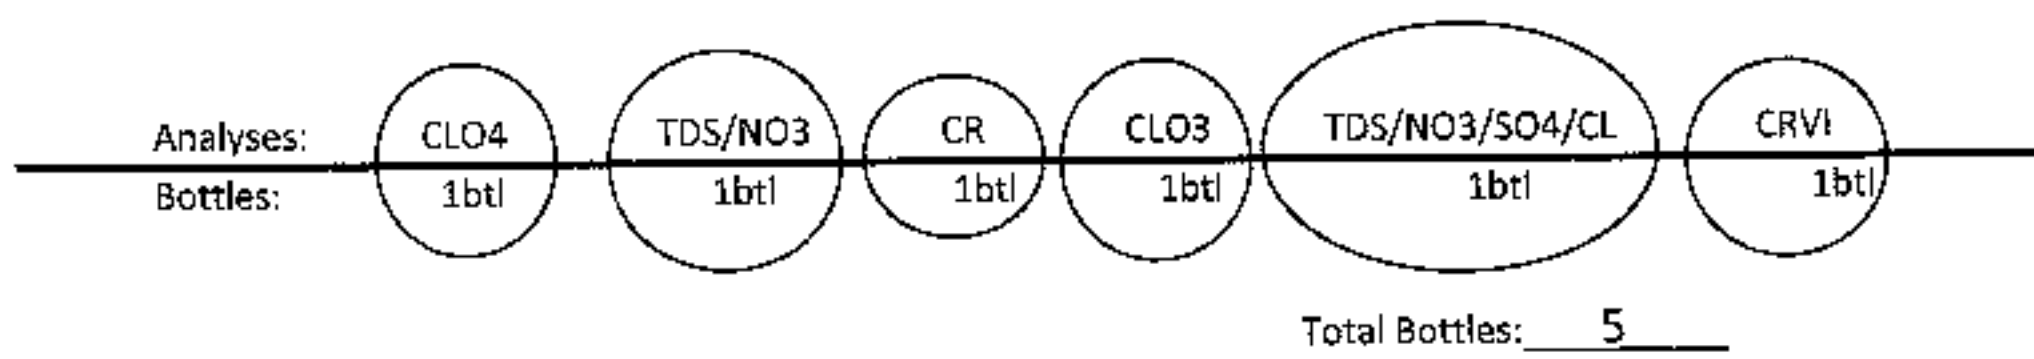 Analyses: CLO4 TDS/NO3 CR CLO3 TDS/NO3/SO4/CL CRVI
Bottles: 1btl 1btl 1btl 1btl 1btl 1btl
Total Bottles: 5